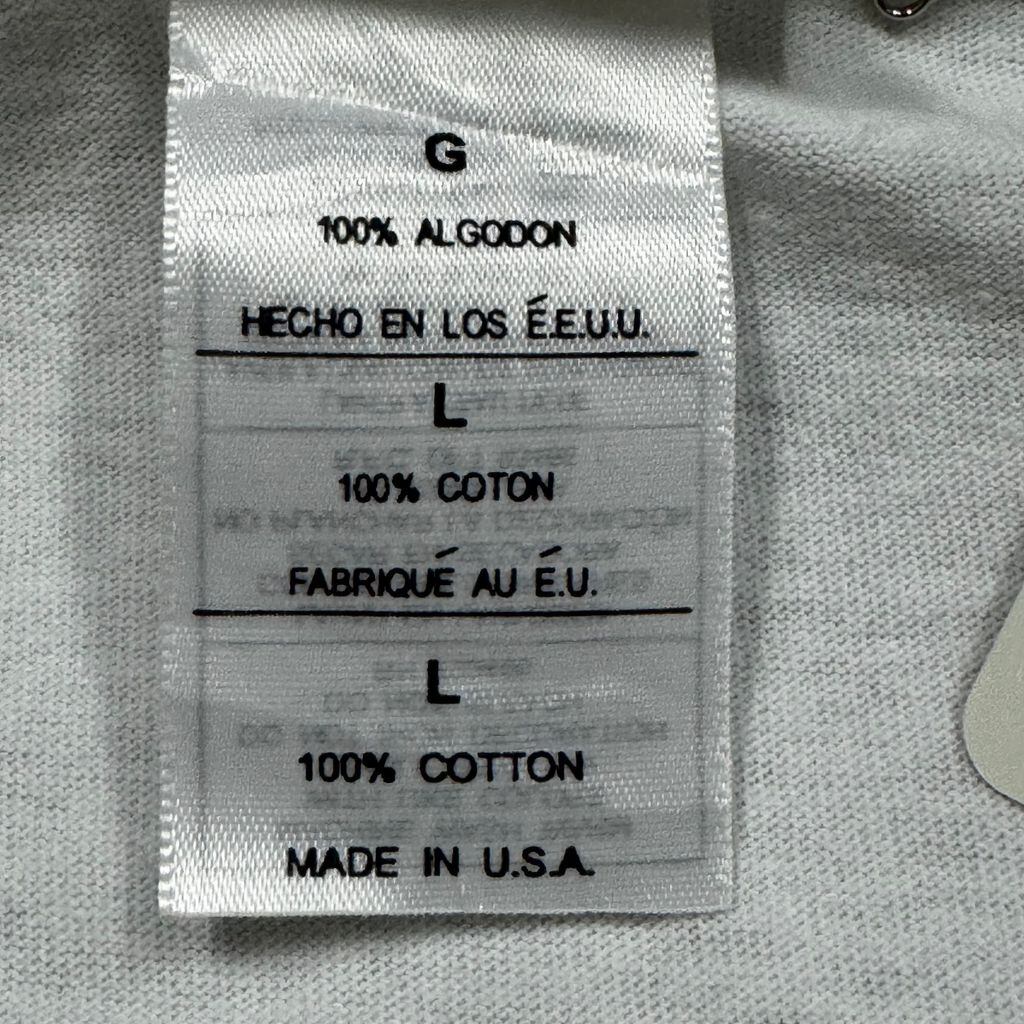 G
100% ALGODON
HECHO EN LOS É.E.U.U.
L
100% COTON
FABRIQUÉ AU É.U.
L
100% COTTON
MADE IN U.S.A.